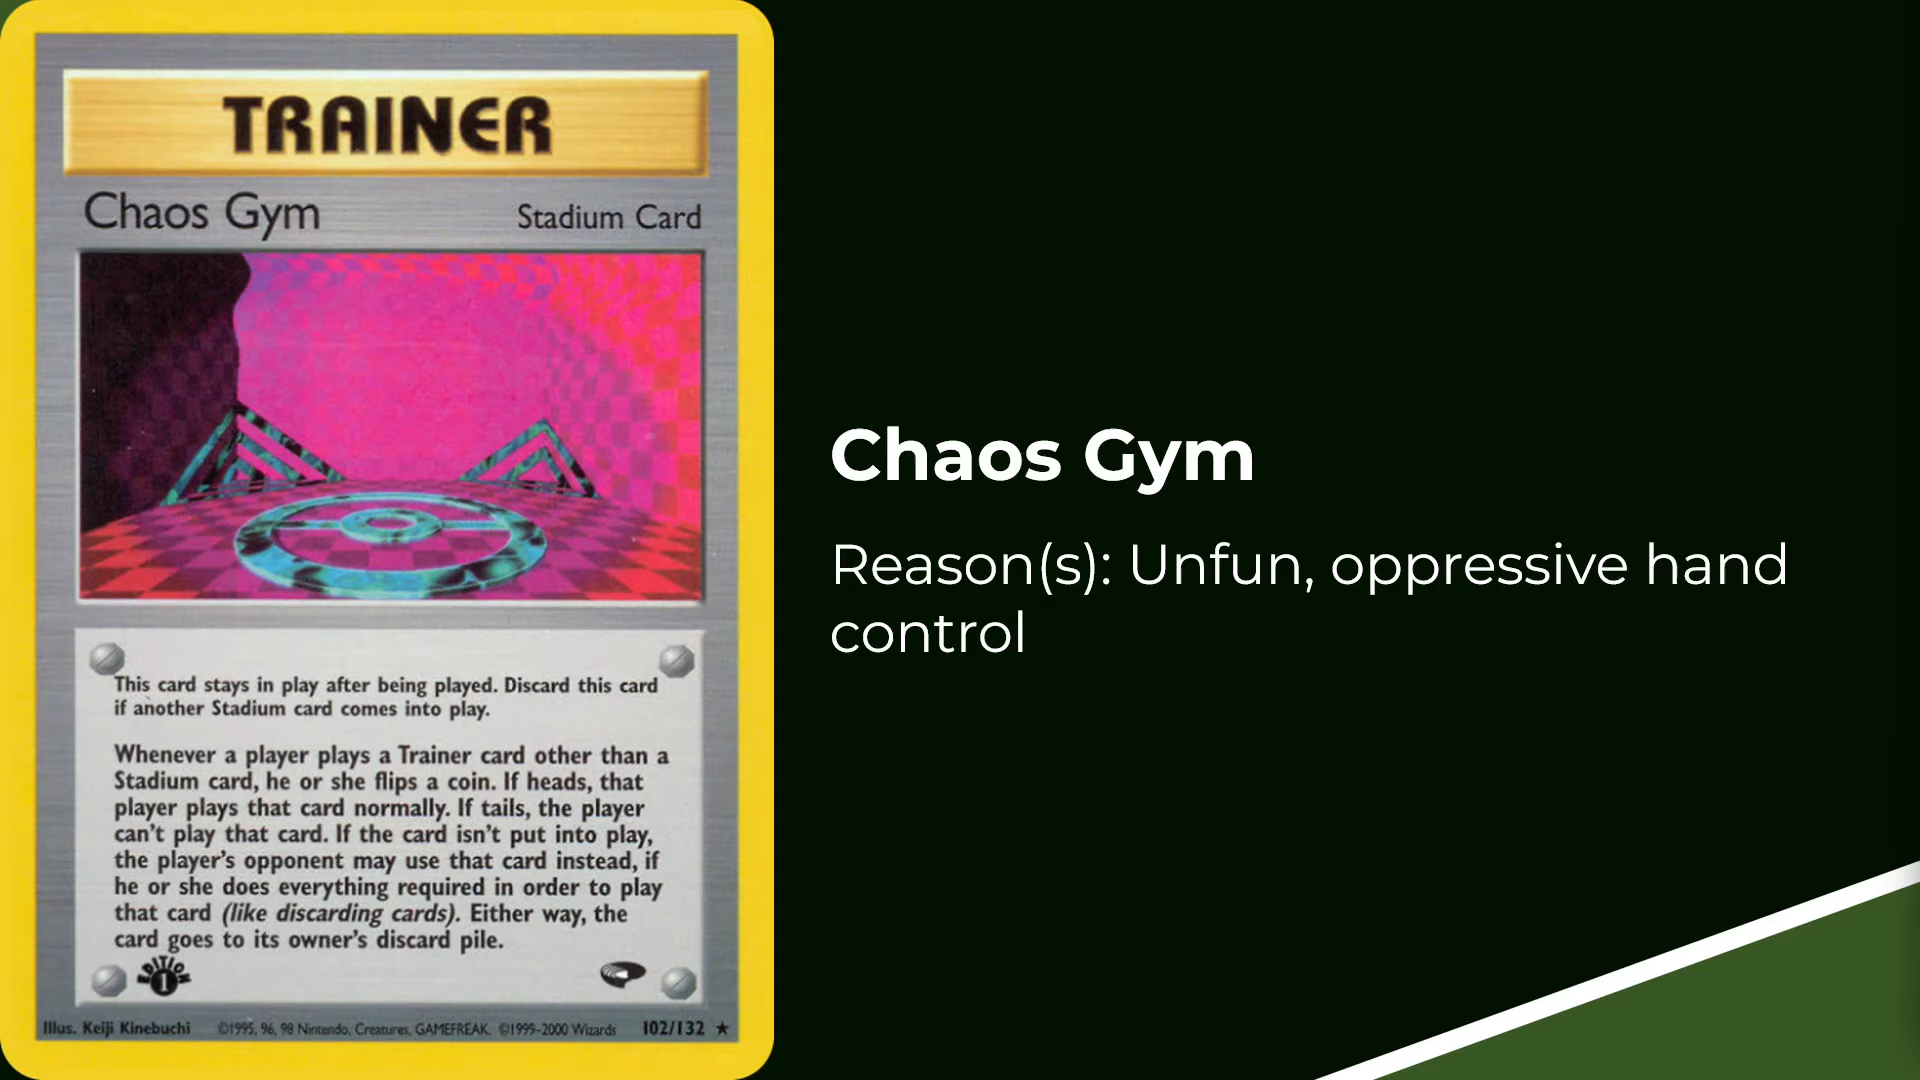 TRAINER
Chaos Gym
Stadium Card
This card stays in play after being played. Discard this card
if another Stadium card comes into play.
Whenever a player plays a Trainer card other than a
Stadium card, he or she flips a coin. If heads, that
player plays that card normally. If tails, the player
can't play that card. If the card isn't put into play,
the player's opponent may use that card instead, if
he or she does everything required in order to play
that card (like discarding cards). Either way, the
card goes to its owner's discard pile.
EDITION
1
Illus. Keiji Kinebuchi ©1995, 96, 98 Nintendo, Creatures, GAMEFREAK. ©1999-2000 Wizards 102/132 ★
Chaos Gym
Reason(s): Unfun, oppressive hand
control